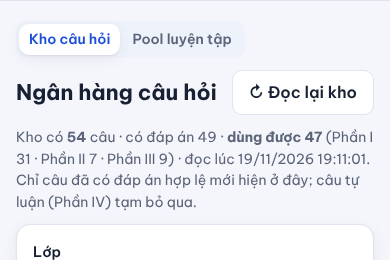 Kho câu hỏi Pool luyện tập
Ngân hàng câu hỏi ↻ Đọc lại kho
Kho có 54 câu · có đáp án 49 · dùng được 47 (Phần I
31 · Phần II 7 · Phần III 9) · đọc lúc 19/11/2026 19:11:01.
Chỉ câu đã có đáp án hợp lệ mới hiện ở đây; câu tự
luận (Phần IV) tạm bỏ qua.
Lớp